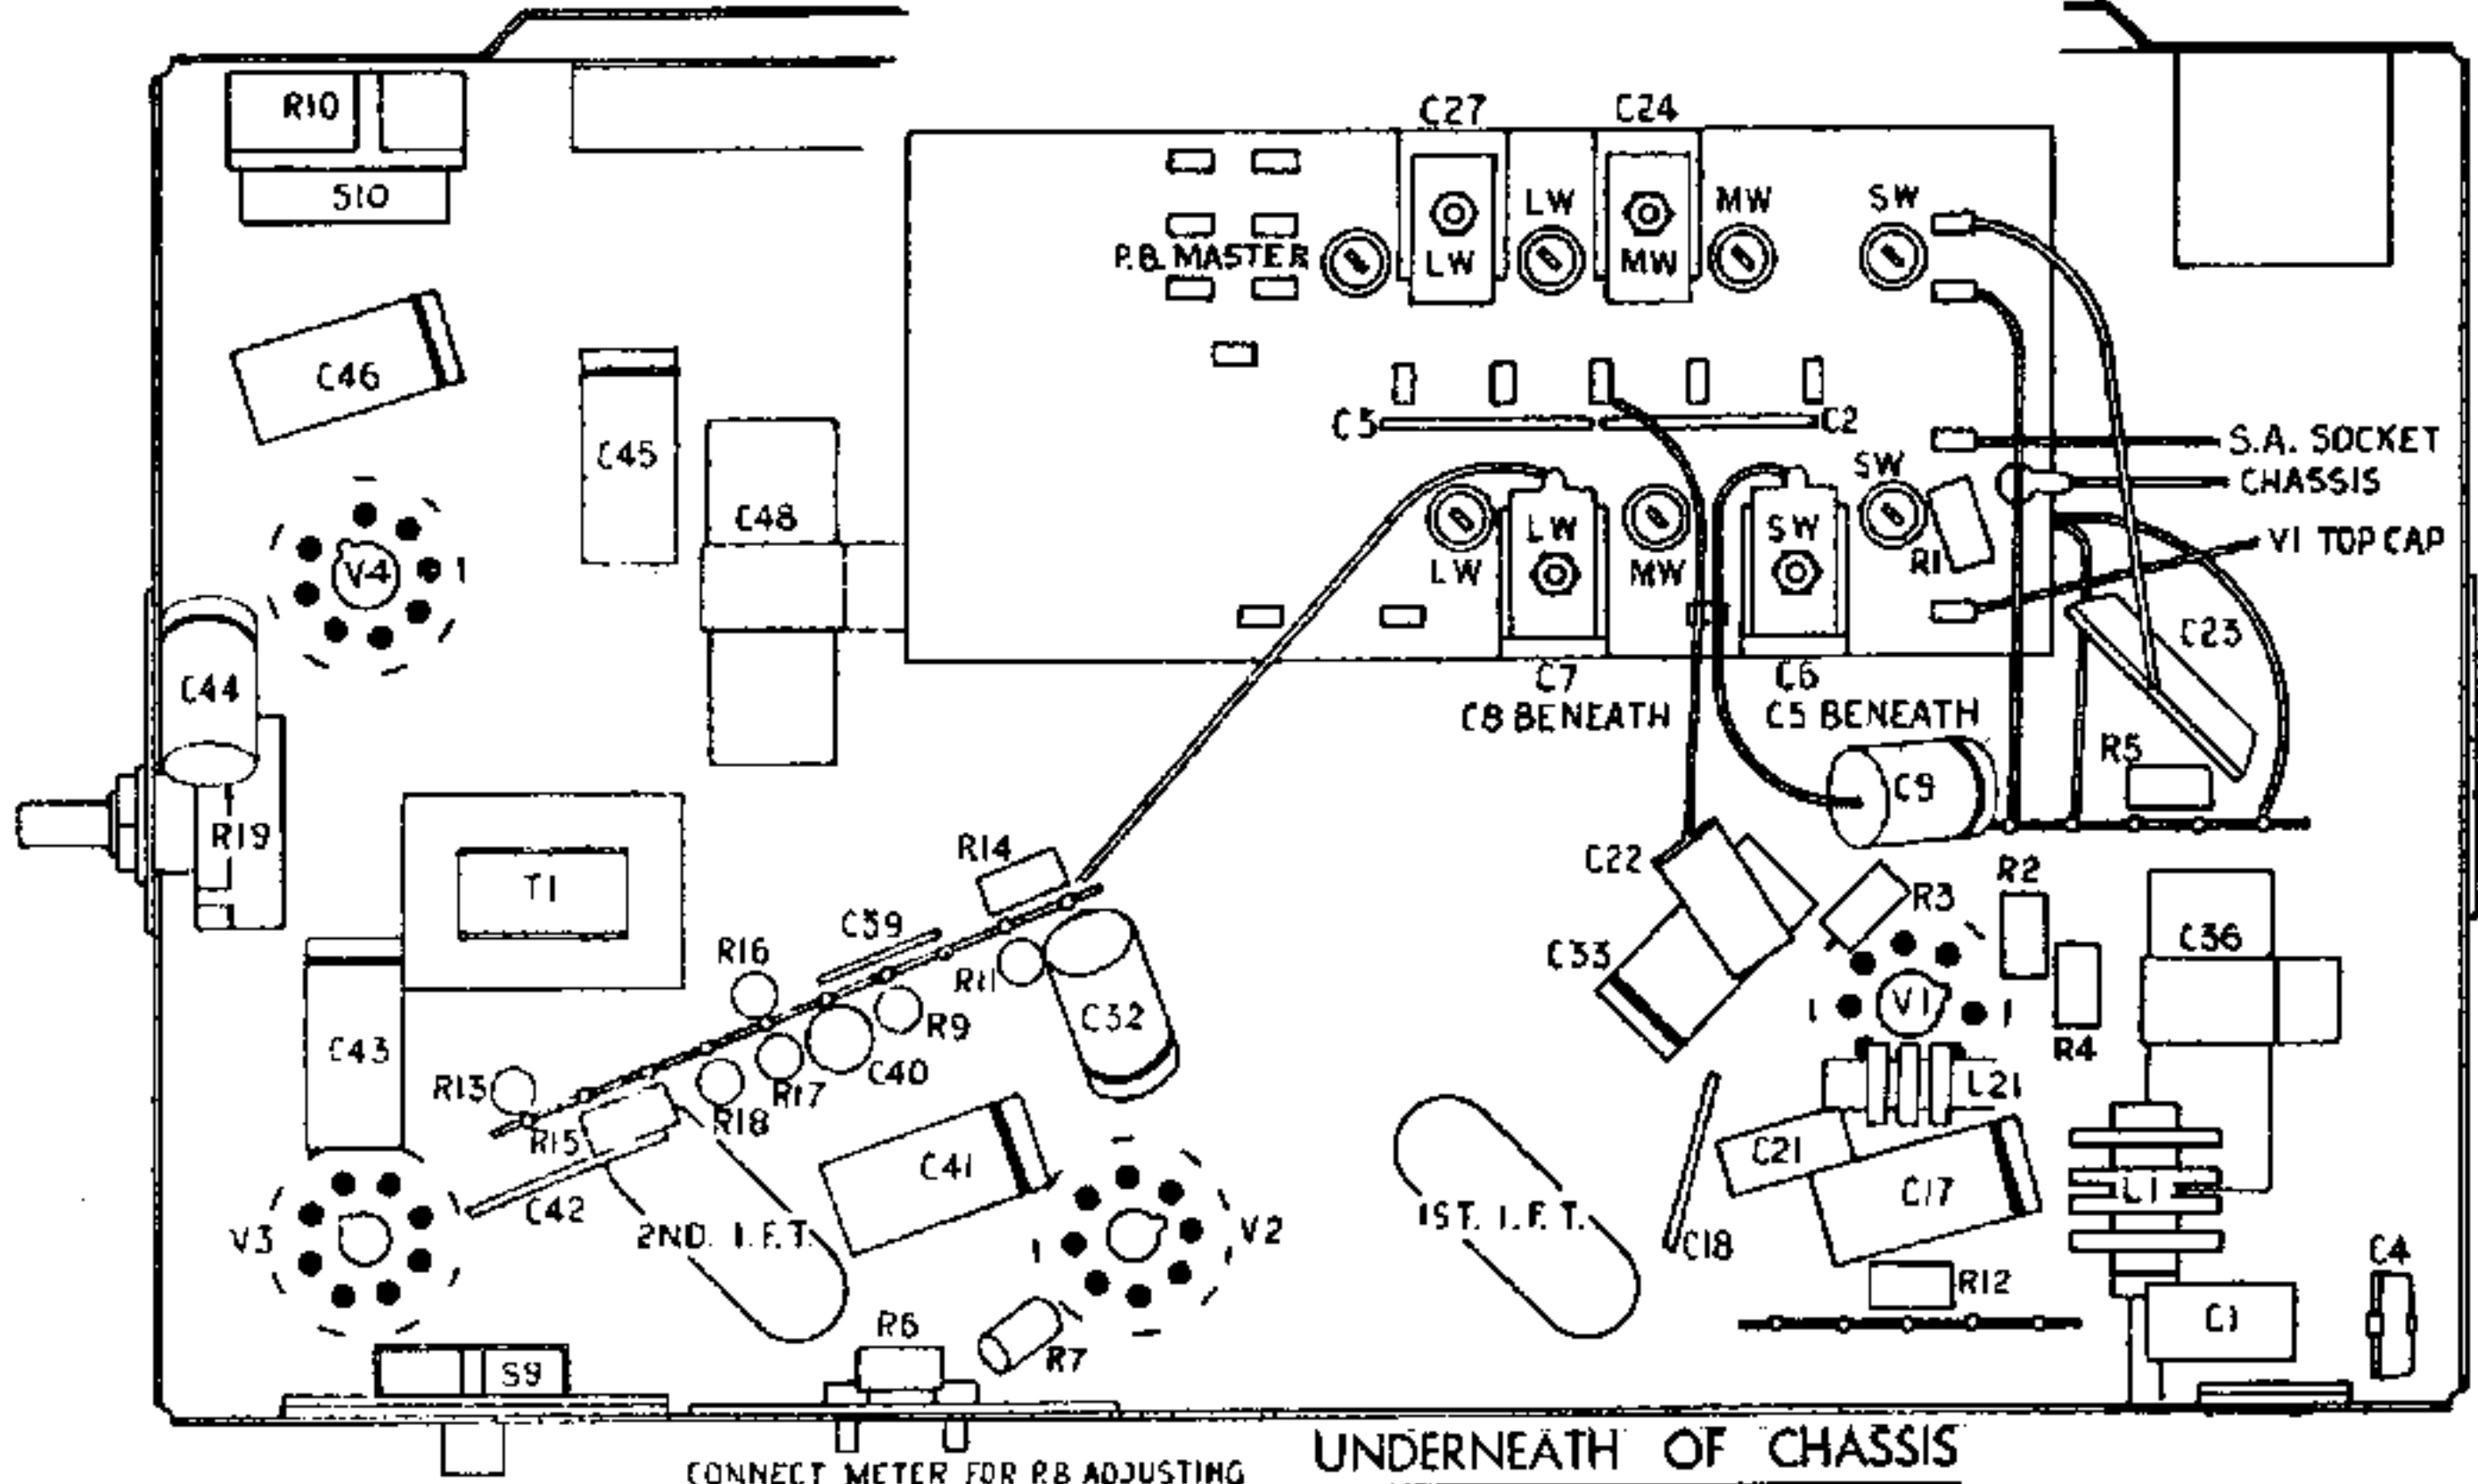 C27 C24
R10
S10
LW MW SW
P.B. MASTER LW MW
C46
C3 C2
C45
S.A. SOCKET
CHASSIS
SW
C48
LW SW
V1 TOP CAP
LW MW R1
V4 1
C23
C7 C6
C44
C8 BENEATH C5 BENEATH
R5
C9
R19
R14
C22
R2
T1
R3
C39
R16
C36
C33
R11
V1
1 1
C32
R9
C43
R4
C40
R13 R17
L21
R18
R15
C21
C41
C17
L1
C42
1ST. I.F.T.
2ND. I.F.T.
V3
V2
1
C18
C4
R12
C1
R6
R7
S9
UNDERNEATH OF CHASSIS
CONNECT METER FOR P.B ADJUSTING